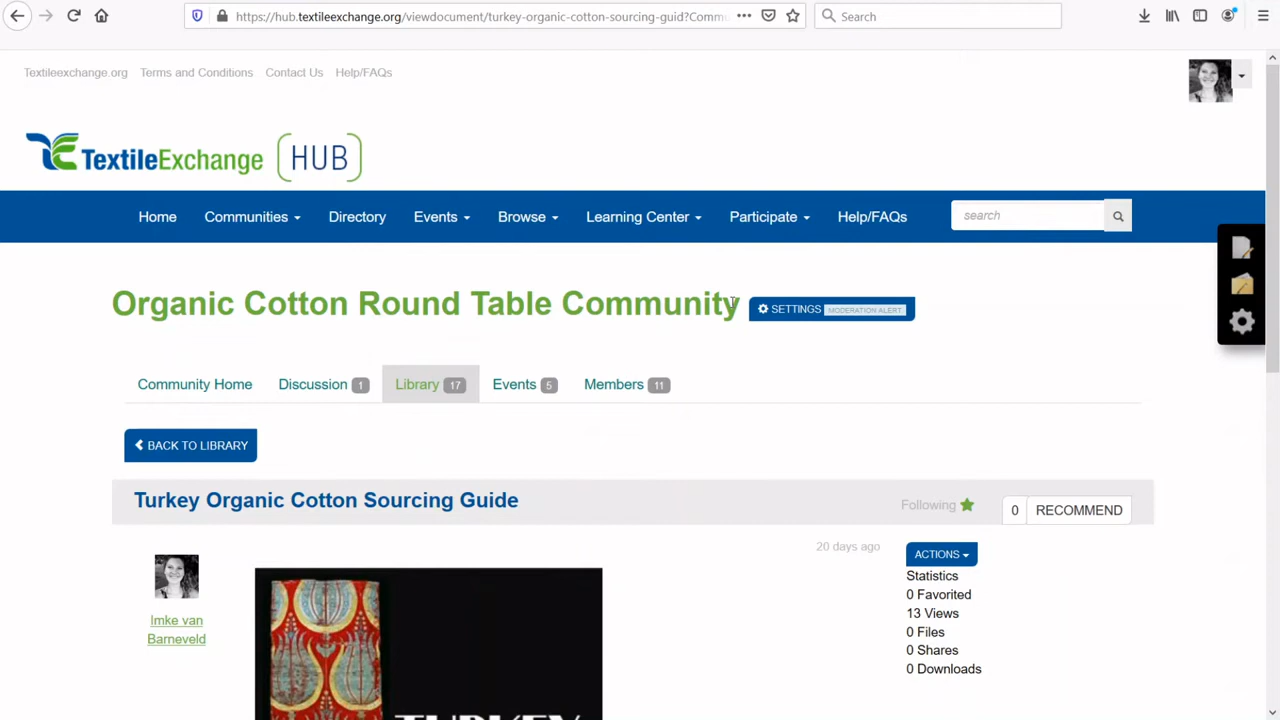 https://hub.textileexchange.org/viewdocument/turkey-organic-cotton-sourcing-guid?Commu
Search
Textileexchange.org Terms and Conditions Contact Us Help/FAQs
TextileExchange HUB
Home Communities Directory Events Browse Learning Center Participate Help/FAQs search
Organic Cotton Round Table Community SETTINGS MODERATION ALERT
Community Home Discussion 1 Library 17 Events 5 Members 11
BACK TO LIBRARY
Turkey Organic Cotton Sourcing Guide Following 0 RECOMMEND
20 days ago ACTIONS
Statistics
0 Favorited
13 Views
0 Files
0 Shares
0 Downloads
Imke van
Barneveld
TURKEY